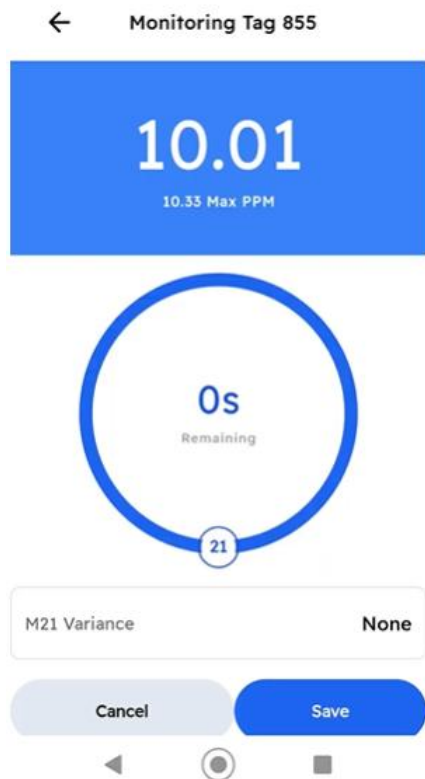 Monitoring Tag 855
10.01
10.33 Max PPM
0s
Remaining
21
M21 Variance None
Cancel Save